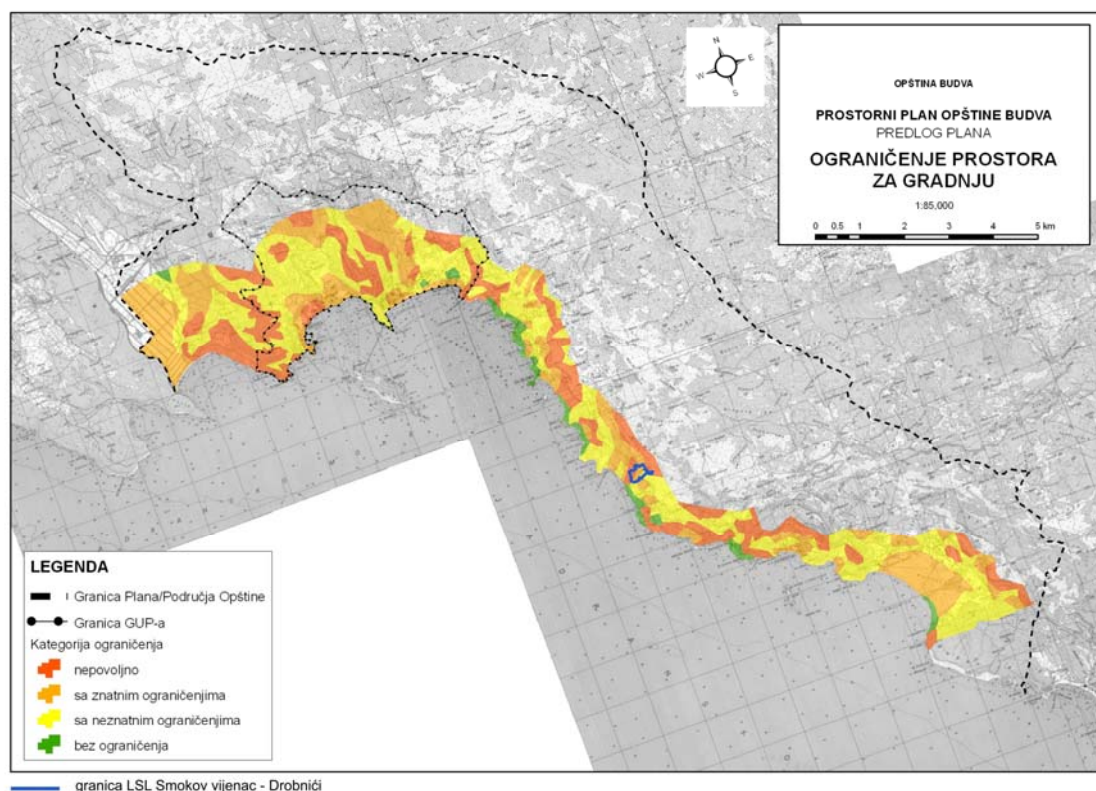 N
W
E
S
OPŠTINA BUDVA
PROSTORNI PLAN OPŠTINE BUDVA
PREDLOG PLANA
OGRANIČENJE PROSTORA
ZA GRADNJU
1:85,000
0 0.5 1 2 3 4 5 km
LEGENDA
Granica Plana/Područja Opštine
Granica GUP-a
Kategorija ograničenja
nepovoljno
sa znatnim ograničenjima
sa neznatnim ograničenjima
bez ograničenja
granica LSL Smokov vijenac - Drobnići